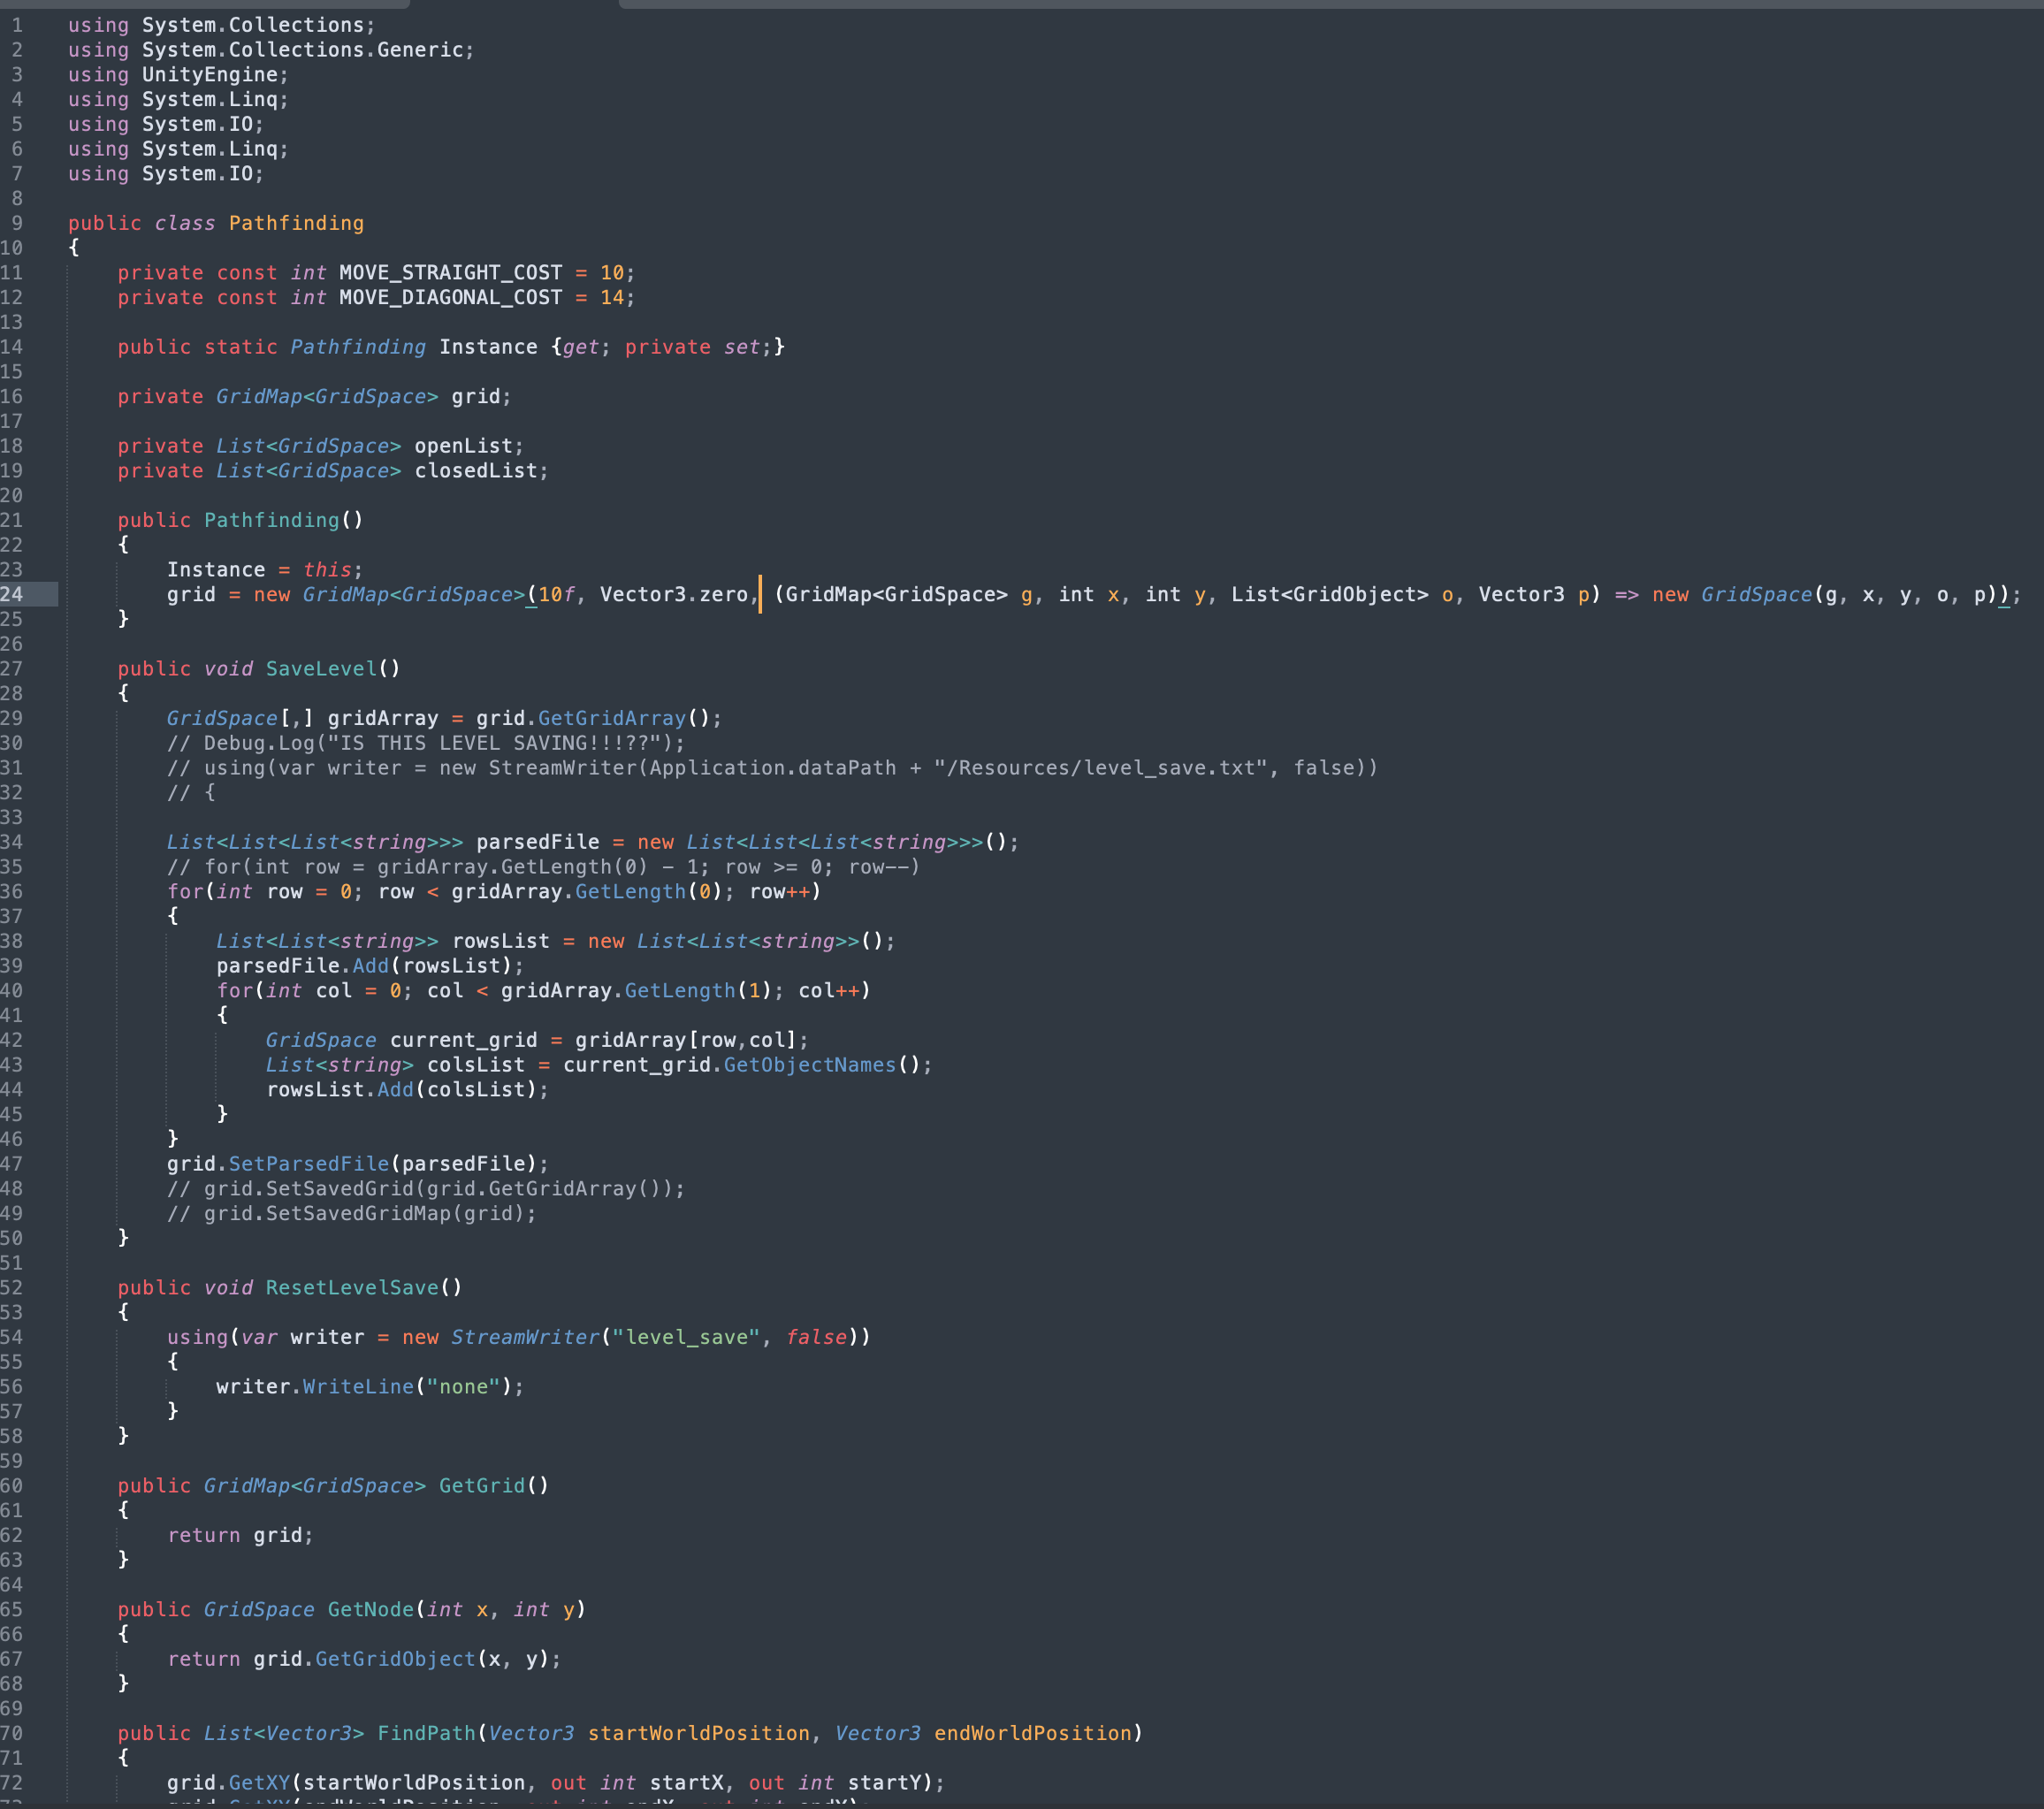 1 using System.Collections;
2 using System.Collections.Generic;
3 using UnityEngine;
4 using System.Linq;
5 using System.IO;
6 using System.Linq;
7 using System.IO;
8
9 public class Pathfinding
10 {
11     private const int MOVE_STRAIGHT_COST = 10;
12     private const int MOVE_DIAGONAL_COST = 14;
13
14     public static Pathfinding Instance {get; private set;}
15
16     private GridMap<GridSpace> grid;
17
18     private List<GridSpace> openList;
19     private List<GridSpace> closedList;
20
21     public Pathfinding()
22     {
23         Instance = this;
24         grid = new GridMap<GridSpace>(10f, Vector3.zero, (GridMap<GridSpace> g, int x, int y, List<GridObject> o, Vector3 p) => new GridSpace(g, x, y, o, p));
25     }
26
27     public void SaveLevel()
28     {
29         GridSpace[,] gridArray = grid.GetGridArray();
30         // Debug.Log("IS THIS LEVEL SAVING!!!??");
31         // using(var writer = new StreamWriter(Application.dataPath + "/Resources/level_save.txt", false))
32         // {
33
34         List<List<List<string>>> parsedFile = new List<List<List<string>>>();
35         // for(int row = gridArray.GetLength(0) - 1; row >= 0; row--)
36         for(int row = 0; row < gridArray.GetLength(0); row++)
37         {
38             List<List<string>> rowsList = new List<List<string>>();
39             parsedFile.Add(rowsList);
40             for(int col = 0; col < gridArray.GetLength(1); col++)
41             {
42                 GridSpace current_grid = gridArray[row,col];
43                 List<string> colsList = current_grid.GetObjectNames();
44                 rowsList.Add(colsList);
45             }
46         }
47         grid.SetParsedFile(parsedFile);
48         // grid.SetSavedGrid(grid.GetGridArray());
49         // grid.SetSavedGridMap(grid);
50     }
51
52     public void ResetLevelSave()
53     {
54         using(var writer = new StreamWriter("level_save", false))
55         {
56             writer.WriteLine("none");
57         }
58     }
59
60     public GridMap<GridSpace> GetGrid()
61     {
62         return grid;
63     }
64
65     public GridSpace GetNode(int x, int y)
66     {
67         return grid.GetGridObject(x, y);
68     }
69
70     public List<Vector3> FindPath(Vector3 startWorldPosition, Vector3 endWorldPosition)
71     {
72         grid.GetXY(startWorldPosition, out int startX, out int startY);